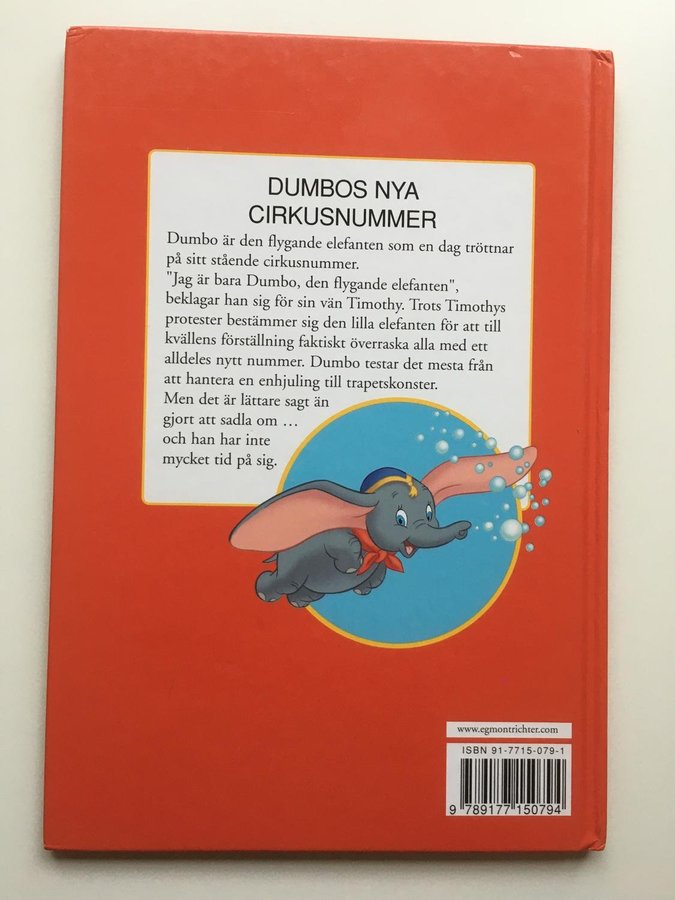 DUMBOS NYA
CIRKUSNUMMER
Dumbo är den flygande elefanten som en dag tröttnar
på sitt stående cirkusnummer.
"Jag är bara Dumbo, den flygande elefanten",
beklagar han sig för sin vän Timothy. Trots Timothys
protester bestämmer sig den lilla elefanten för att till
kvällens förställning faktiskt överraska alla med ett
alldeles nytt nummer. Dumbo testar det mesta från
att hantera en enhjuling till trapetskonster.
Men det är lättare sagt än
gjort att sadla om …
och han har inte
mycket tid på sig.
www.egmontrichter.com
ISBN 91-7715-079-1
9 789177 150794